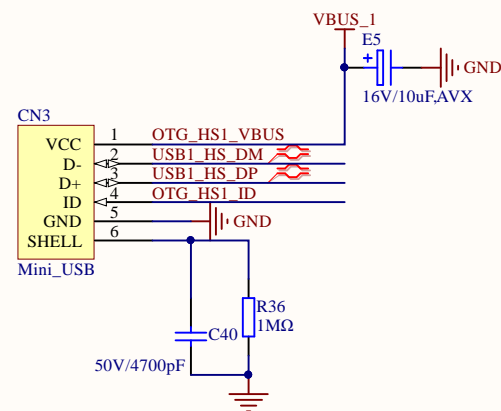 VBUS_1
E5
+
GND
16V/10uF,AVX
CN3
VCC 1 OTG_HS1_VBUS
D- 2 USB1_HS_DM
D+ 3 USB1_HS_DP
ID 4 OTG_HS1_ID
GND 5 GND
SHELL 6
Mini_USB
R36
C40 1MΩ
50V/4700pF